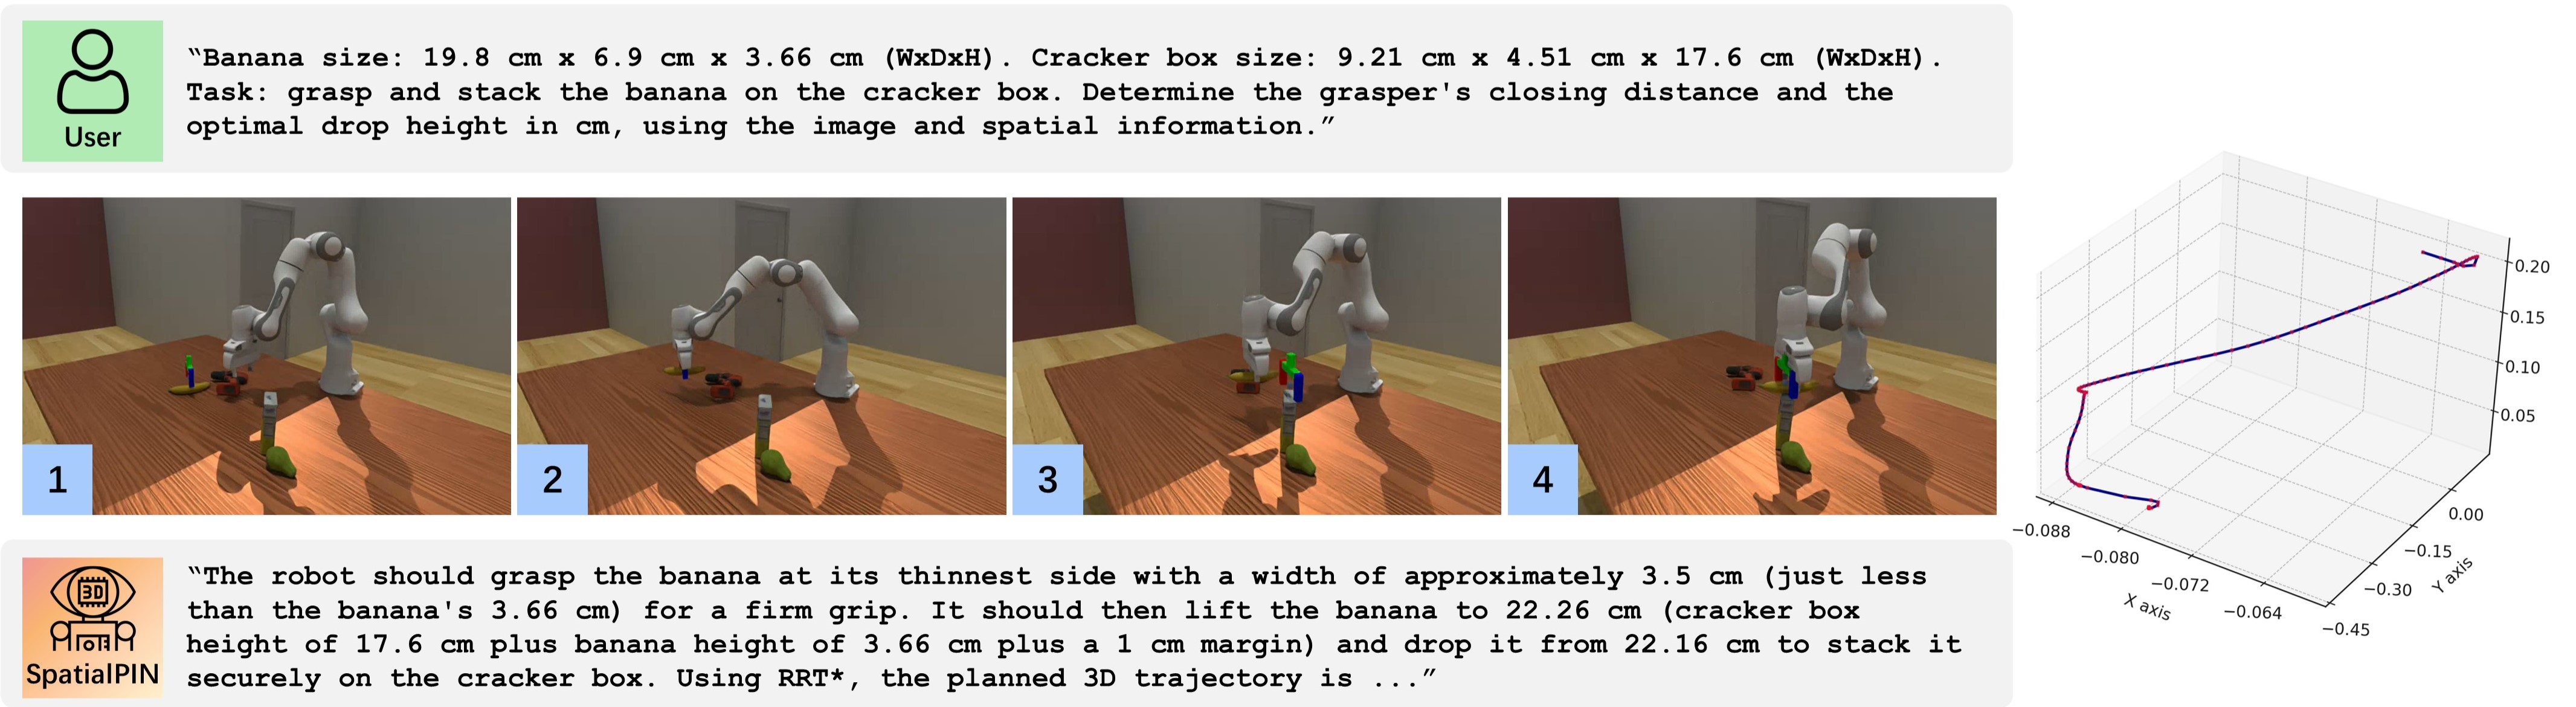 User
“Banana size: 19.8 cm x 6.9 cm x 3.66 cm (WxDxH). Cracker box size: 9.21 cm x 4.51 cm x 17.6 cm (WxDxH).
Task: grasp and stack the banana on the cracker box. Determine the grasper's closing distance and the
optimal drop height in cm, using the image and spatial information.”
1
2
3
4
3D
SpatialPIN
“The robot should grasp the banana at its thinnest side with a width of approximately 3.5 cm (just less
than the banana's 3.66 cm) for a firm grip. It should then lift the banana to 22.26 cm (cracker box
height of 17.6 cm plus banana height of 3.66 cm plus a 1 cm margin) and drop it from 22.16 cm to stack it
securely on the cracker box. Using RRT*, the planned 3D trajectory is ...”
0.20
0.15
0.10
0.05
−0.088
−0.080
−0.072
−0.064
X axis
0.00
−0.15
−0.30
−0.45
Y axis